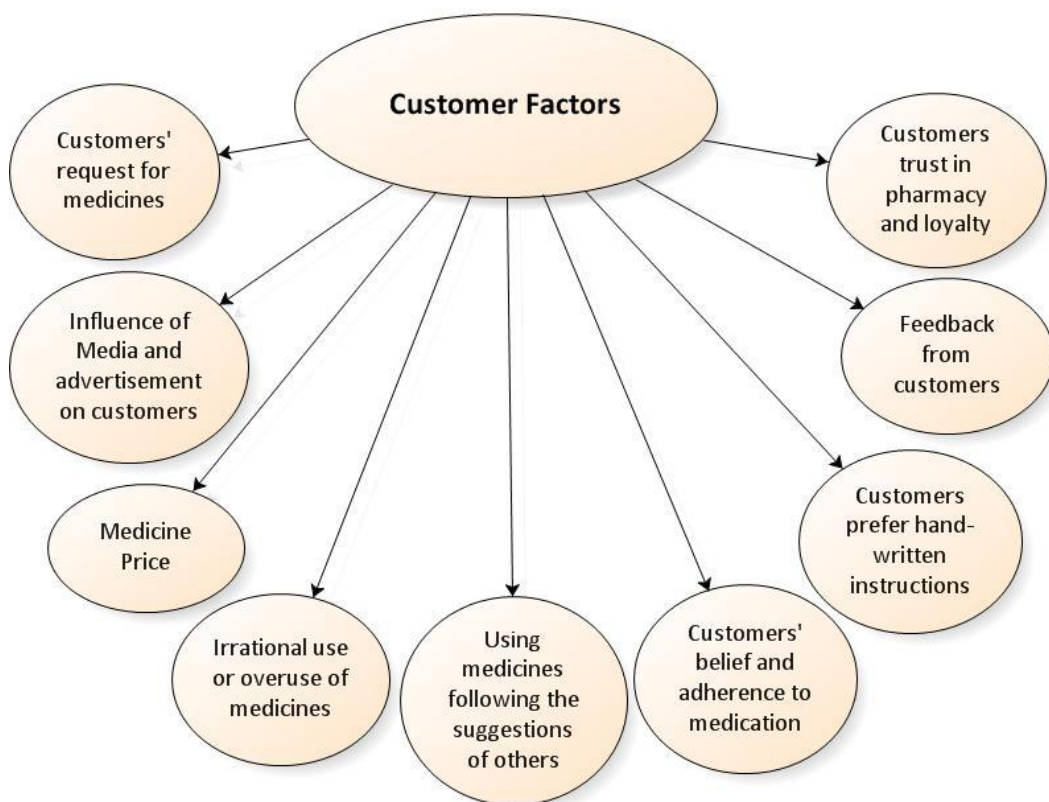 Customer Factors
Customers'
request for
medicines
Influence of
Media and
advertisement
on customers
Medicine
Price
Irrational use
or overuse of
medicines
Using
medicines
following the
suggestions
of others
Customers'
belief and
adherence to
medication
Customers
prefer hand-
written
instructions
Feedback
from
customers
Customers
trust in
pharmacy
and loyalty